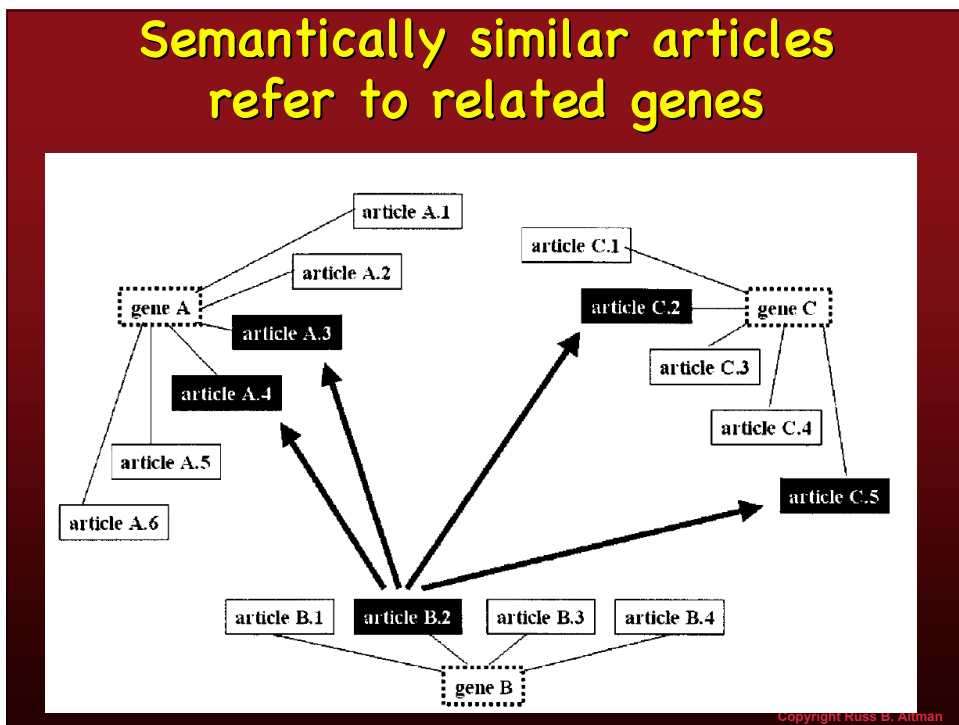 Semantically similar articles
refer to related genes
article A.1
article C.1
article A.2
gene A
article C.2
gene C
article A.3
article C.3
article A.4
article C.4
article A.5
article C.5
article A.6
article B.1
article B.2
article B.3
article B.4
gene B
Copyright Russ B. Altman